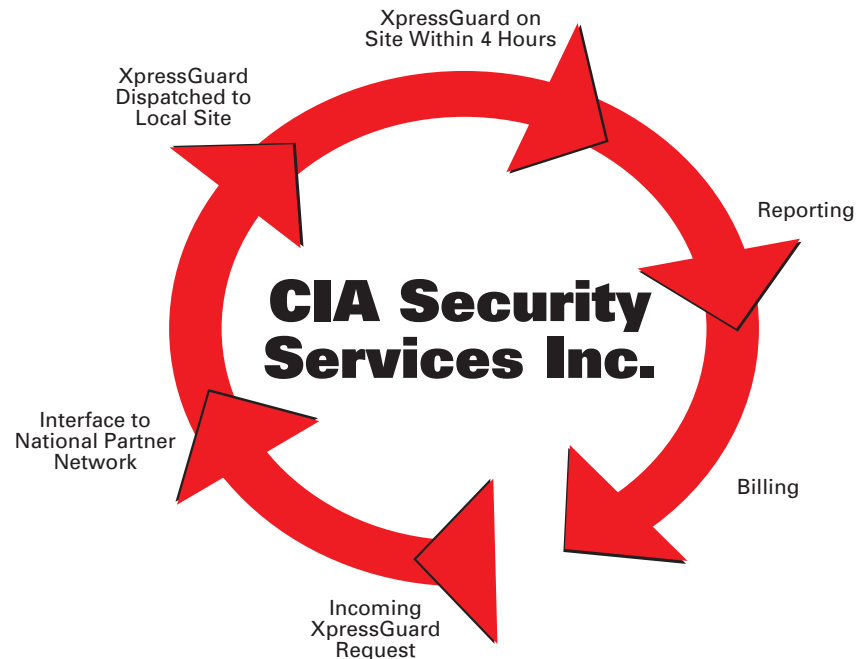 XpressGuard on
Site Within 4 Hours
XpressGuard
Dispatched to
Local Site
Reporting
CIA Security
Services Inc.
Interface to
National Partner
Network
Billing
Incoming
XpressGuard
Request